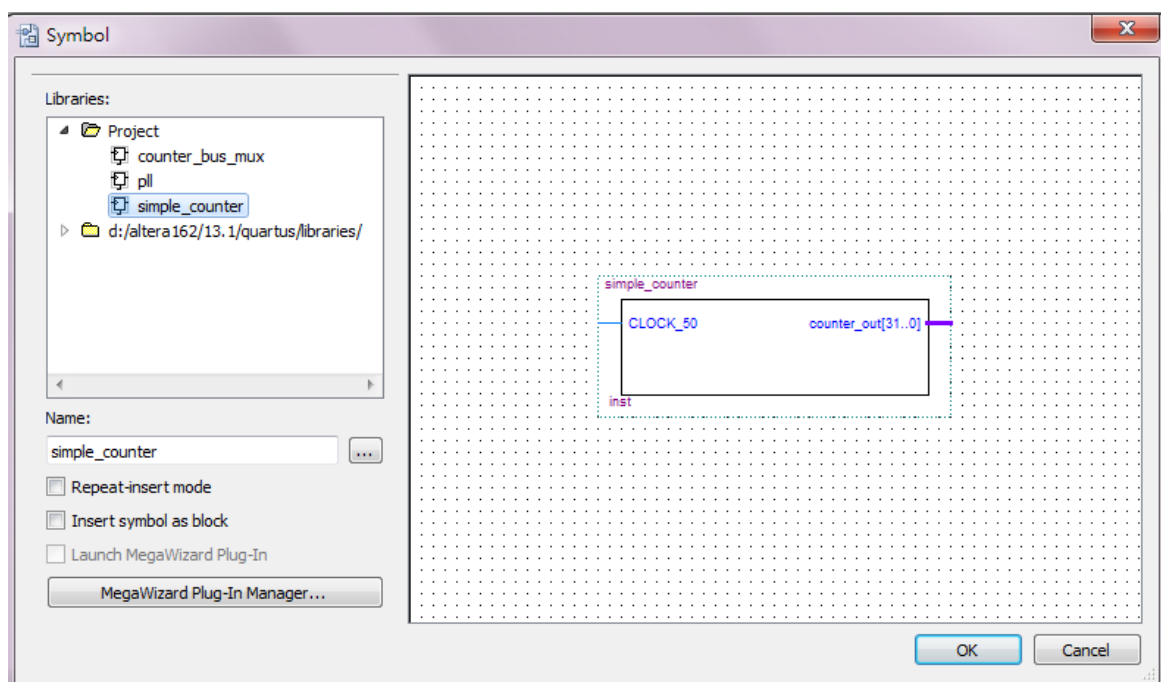 Symbol
Libraries:
Project
counter_bus_mux
pll
simple_counter
d:/altera162/13.1/quartus/libraries/
Name:
simple_counter
...
Repeat-insert mode
Insert symbol as block
Launch MegaWizard Plug-In
MegaWizard Plug-In Manager...
simple_counter
CLOCK_50 counter_out[31..0]
inst
OK Cancel